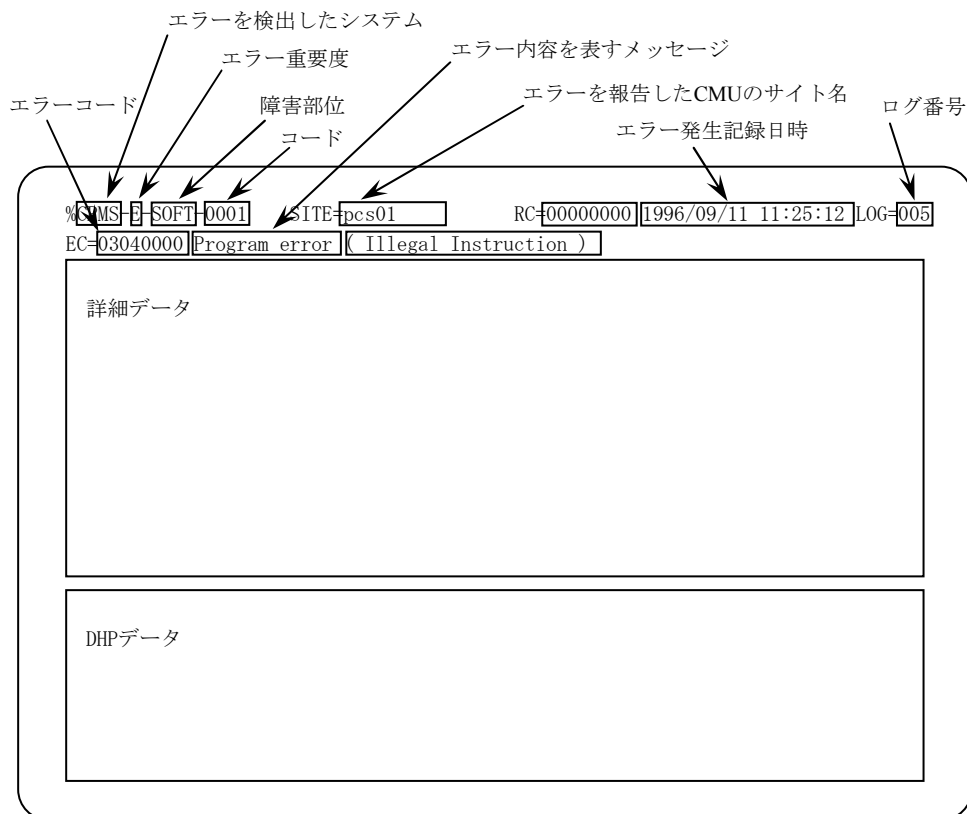 エラーを検出したシステム
エラー重要度
エラー内容を表すメッセージ
エラーコード
障害部位
コード
エラーを報告したCMUのサイト名
エラー発生記録日時
ログ番号
%CPMS-E-SOFT-0001 SITE=pcs01 RC=00000000 1996/09/11 11:25:12 LOG=005
EC=03040000 Program error ( Illegal Instruction )
詳細データ
DHPデータ